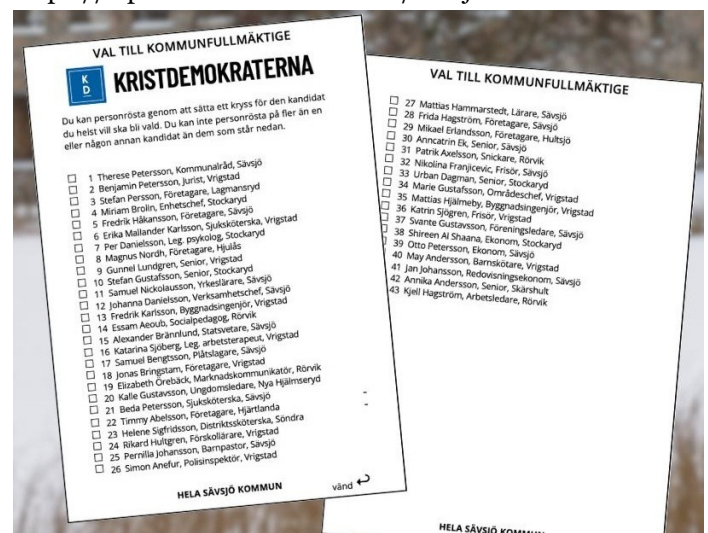 VAL TILL KOMMUNFULLMÄKTIGE
K
D
KRISTDEMOKRATERNA
Du kan personrösta genom att sätta ett kryss för den kandidat
du helst vill ska bli vald. Du kan inte personrösta på fler än en
eller någon annan kandidat än dem som står nedan.
1 Therese Petersson, Kommunalråd, Sävsjö
2 Benjamin Petersson, Jurist, Vrigstad
3 Stefan Persson, Företagare, Lagmansryd
4 Miriam Brolin, Enhetschef, Stockaryd
5 Fredrik Håkansson, Företagare, Sävsjö
6 Erika Mallander Karlsson, Sjuksköterska, Vrigstad
7 Per Danielsson, Leg. psykolog, Stockaryd
8 Magnus Nordh, Företagare, Hjulås
9 Gunnel Lundgren, Senior, Vrigstad
10 Stefan Gustafsson, Senior, Stockaryd
11 Samuel Nickolausson, Yrkeslärare, Sävsjö
12 Johanna Danielsson, Verksamhetschef, Sävsjö
13 Fredrik Karlsson, Byggnadsingenjör, Vrigstad
14 Essam Aeoub, Socialpedagog, Rörvik
15 Alexander Brännlund, Statsvetare, Sävsjö
16 Katarina Sjöberg, Leg. arbetsterapeut, Vrigstad
17 Samuel Bengtsson, Plåtslagare, Sävsjö
18 Jonas Bringstam, Företagare, Vrigstad
19 Elizabeth Orebäck, Marknadskommunikatör, Rörvik
20 Kalle Gustavsson, Ungdomsledare, Nya Hjälmseryd
21 Beda Petersson, Sjuksköterska, Sävsjö
22 Timmy Abelsson, Företagare, Hjärtlanda
23 Helene Sigfridsson, Distriktssköterska, Söndra
24 Rikard Hultgren, Förskollärare, Vrigstad
25 Pernilla Johansson, Barnpastor, Sävsjö
26 Simon Anefur, Polisinspektör, Vrigstad
HELA SÄVSJÖ KOMMUN
vänd
VAL TILL KOMMUNFULLMÄKTIGE
27 Mattias Hammarstedt, Lärare, Sävsjö
28 Frida Hagström, Företagare, Sävsjö
29 Mikael Erlandsson, Företagare, Hultsjö
30 Anncatrin Ek, Senior, Sävsjö
31 Patrik Axelsson, Snickare, Rörvik
32 Nikolina Franjicevic, Frisör, Sävsjö
33 Urban Dagman, Senior, Stockaryd
34 Marie Gustafsson, Områdeschef, Vrigstad
35 Mattias Hjälmeby, Byggnadsingenjör, Vrigstad
36 Katrin Sjögren, Frisör, Vrigstad
37 Svante Gustavsson, Föreningsledare, Sävsjö
38 Shireen Al Shaana, Ekonom, Stockaryd
39 Otto Petersson, Ekonom, Sävsjö
40 May Andersson, Barnskötare, Vrigstad
41 Jan Johansson, Redovisningsekonom, Sävsjö
42 Annika Andersson, Senior, Skärshult
43 Kjell Hagström, Arbetsledare, Rörvik
HELA SÄVSJÖ KOMMUN